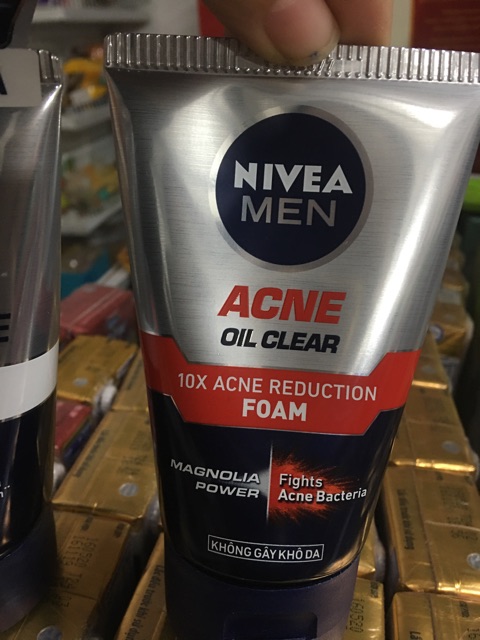 NIVEA
MEN
ACNE
OIL CLEAR
10X ACNE REDUCTION
FOAM
MAGNOLIA
POWER
Fights
Acne Bacteria
KHÔNG GÂY KHÔ DA